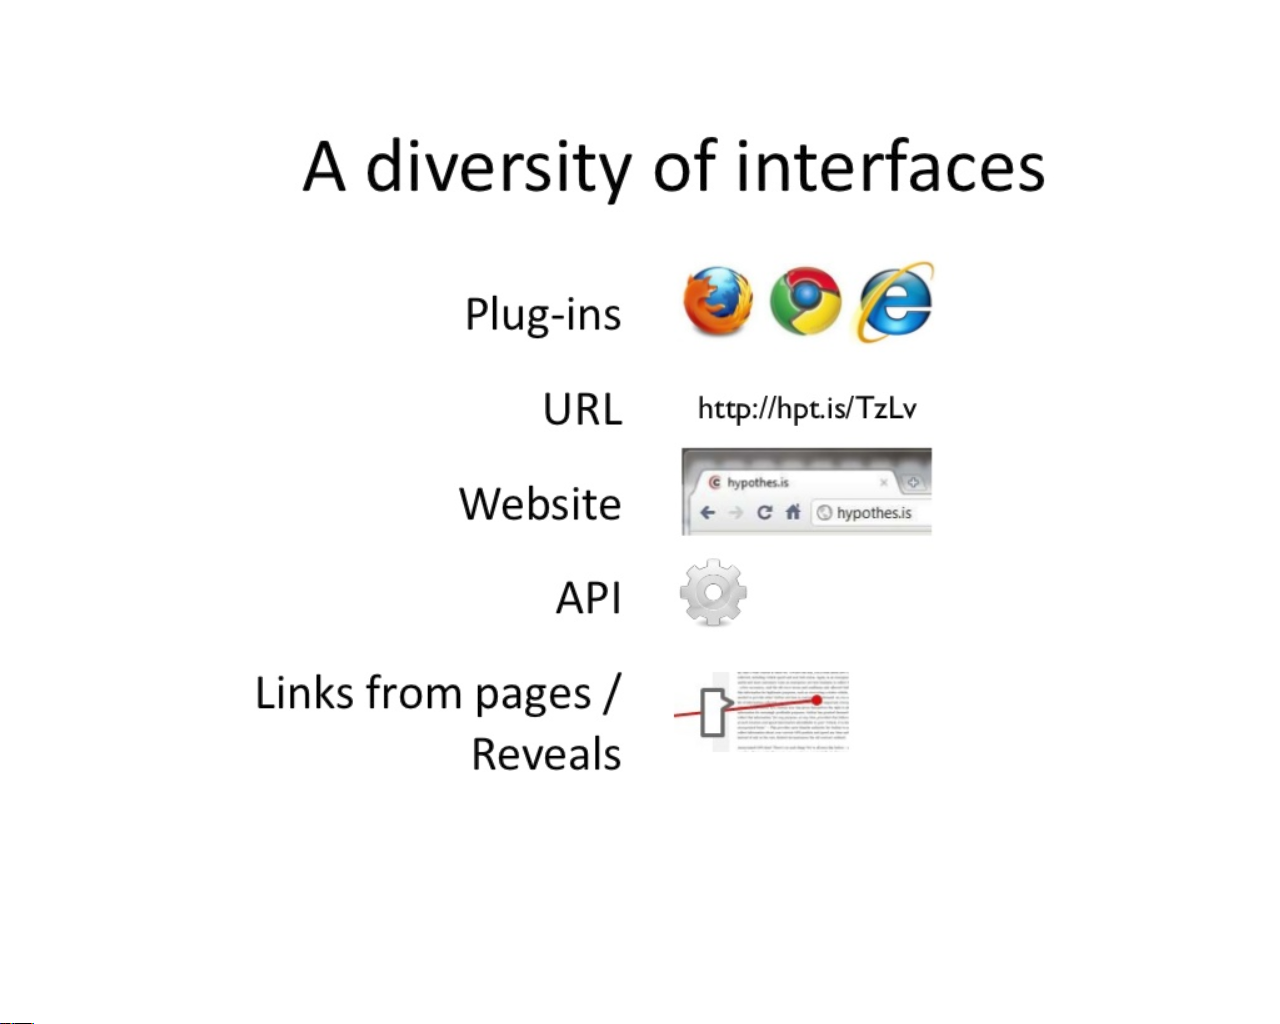 A diversity of interfaces
Plug-ins
URL
http://hpt.is/TzLv
Website
hypothes.is
hypothes.is
API
Links from pages /
Reveals